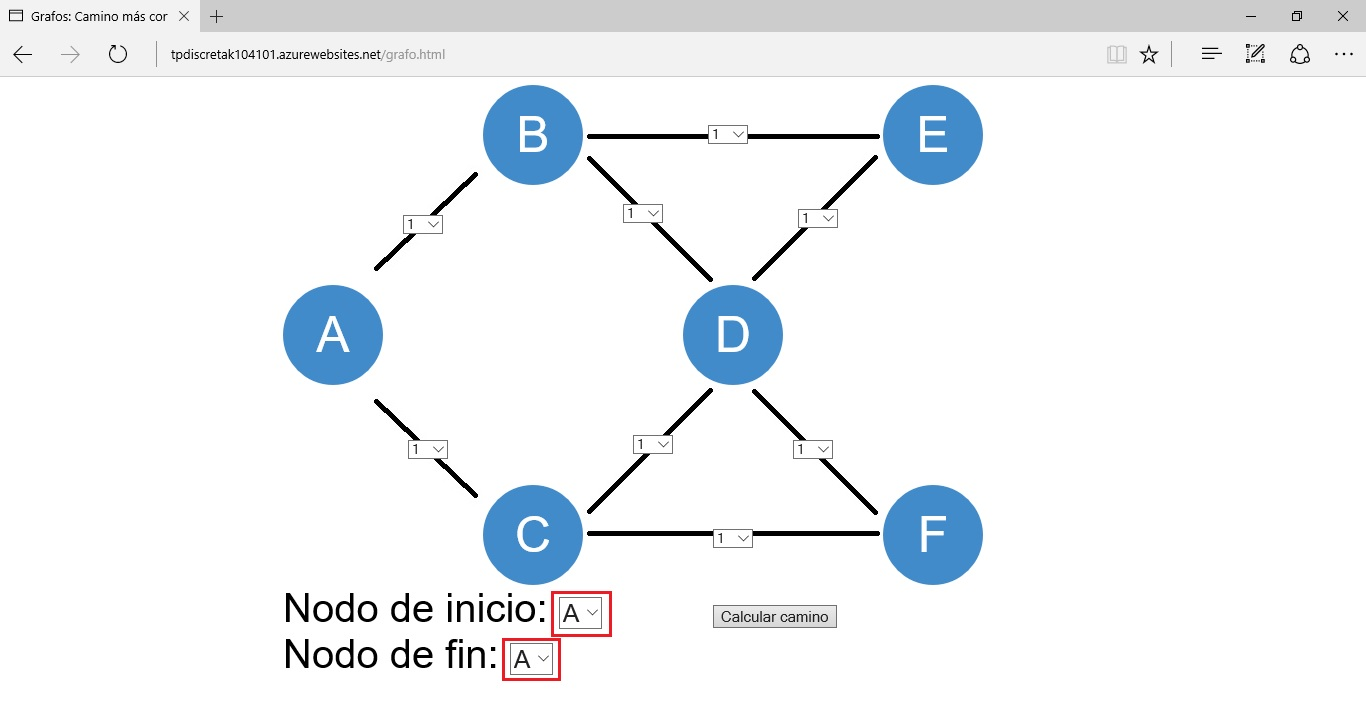 Grafos: Camino más cor
tpdiscretak104101.azurewebsites.net/grafo.html
B
1
E
1
1
1
A
D
1
1
1
C
1
F
Nodo de inicio: A
Calcular camino
Nodo de fin: A